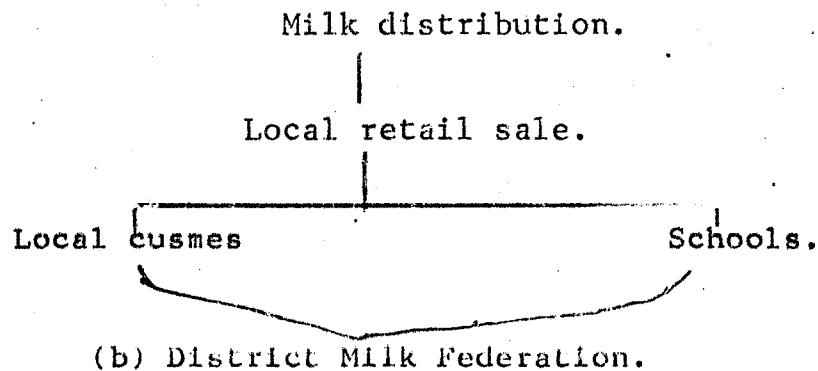 Milk distribution.
Local retail sale.
Local cusmes Schools.
(b) District Milk Federation.